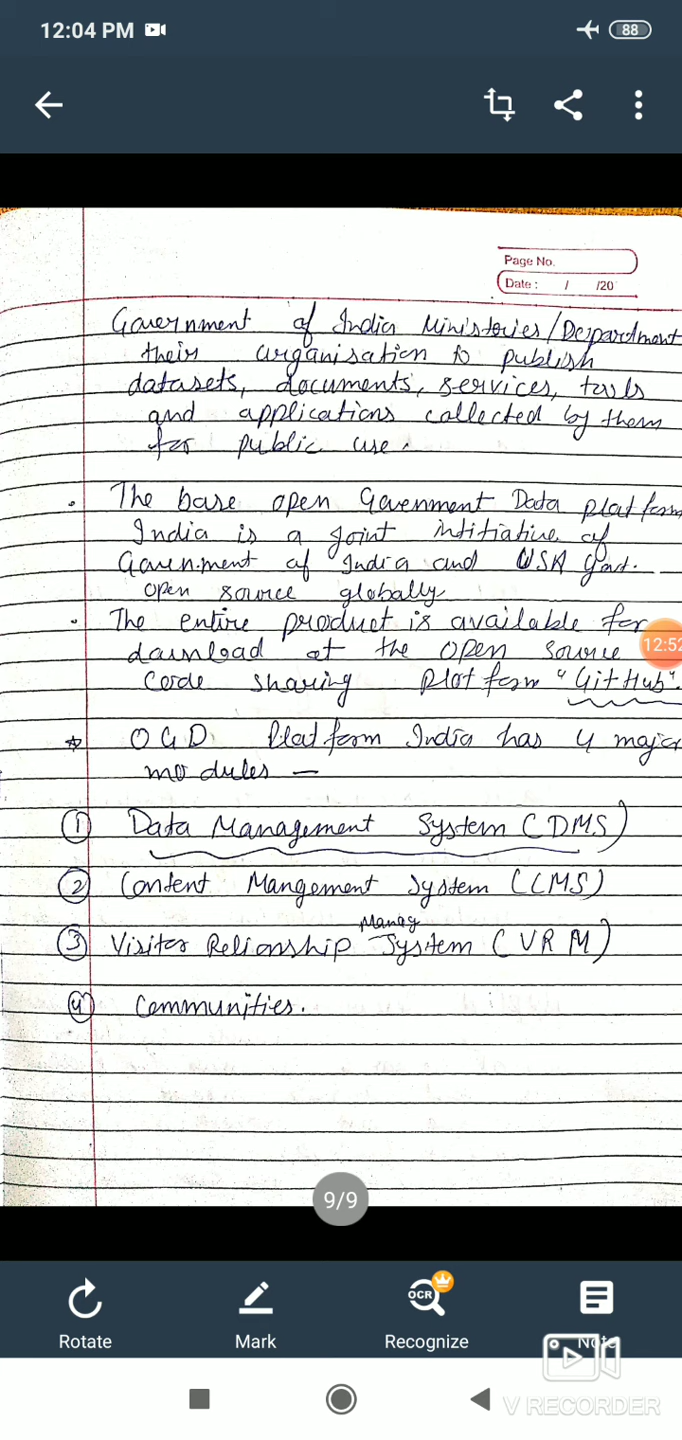 12:04 PM
88
Page No.
Date : / /20
Government of India Ministories/Department
their organisation to publish
datasets, documents, services, tools
and applications collected by them
for public use.
The base open Govenment Data platform
India is a joint intitiative of
Government of India and USA Govt.
open source globally
The entire product is available for
12:52
download at the open source
code sharing platform "GitHub".
OGD Platform India has 4 major
modules —
① Data Management System (DMS)
② Content Mangement System (CMS)
Manag
③ Visitor Relionship System (VRM)
④ Communities.
9/9
OCR
Rotate Mark Recognize Note
V RECORDER